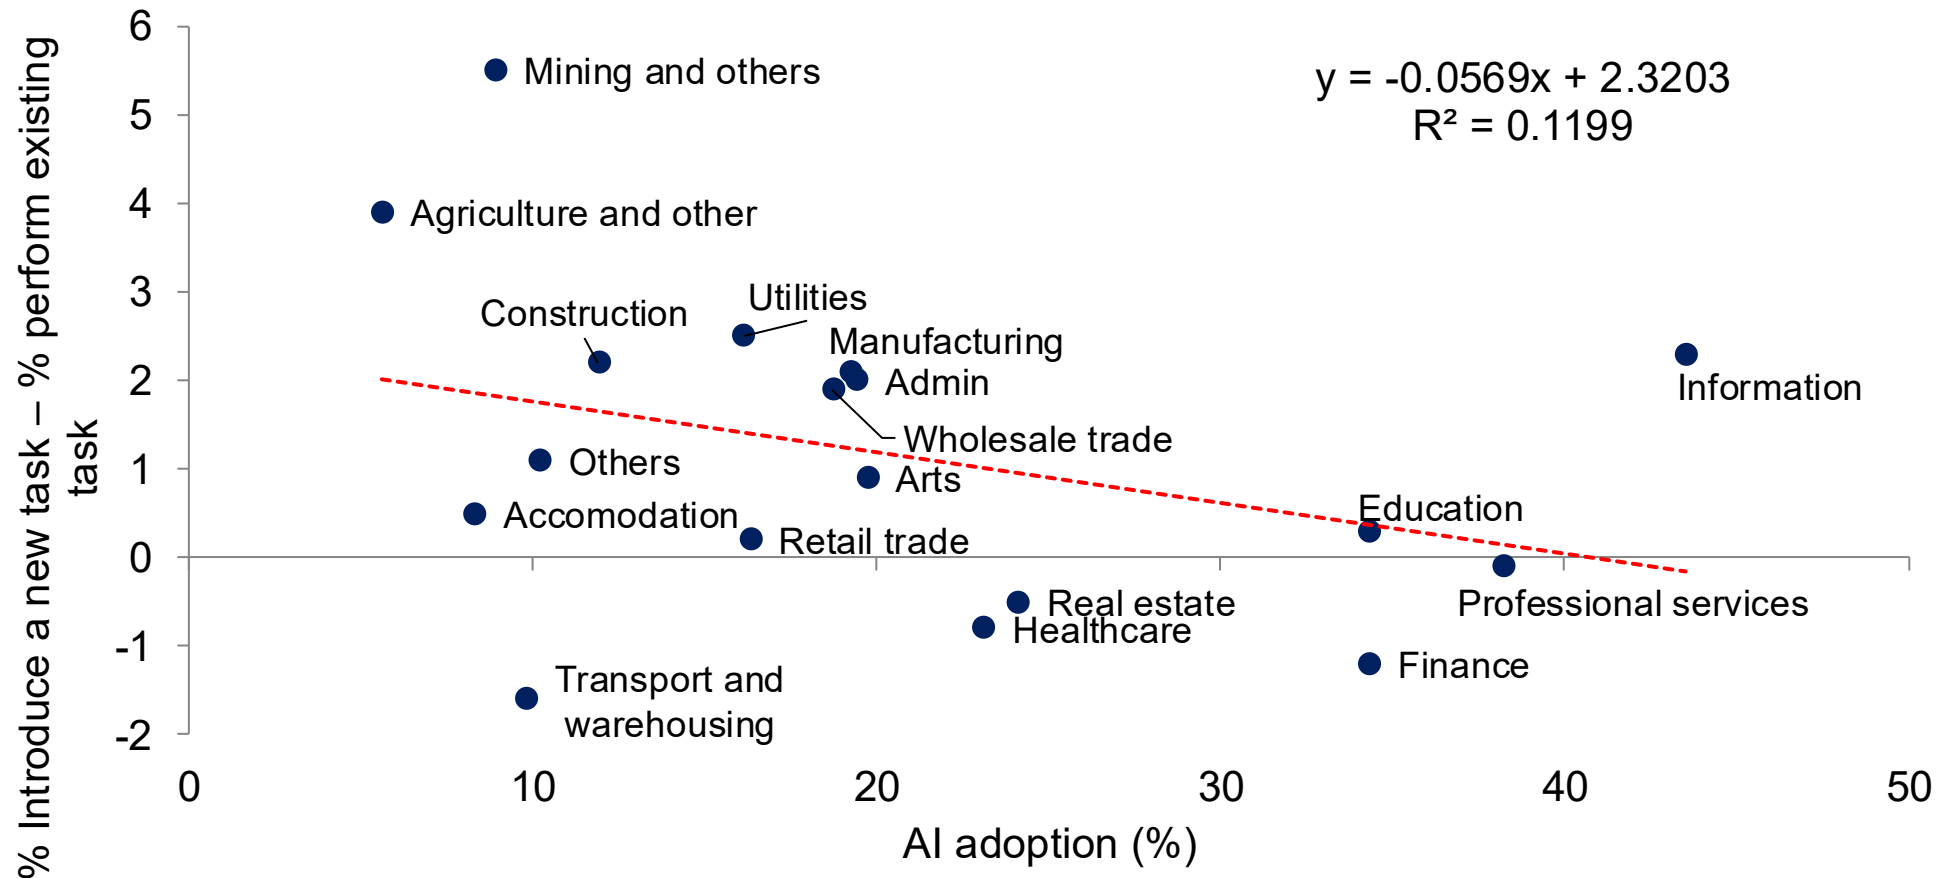 % Introduce a new task – % perform existing
task
6
5
4
3
2
1
0
-1
-2
y = -0.0569x + 2.3203
R² = 0.1199
Mining and others
Agriculture and other
Utilities
Construction
Manufacturing
Admin
Information
Wholesale trade
Others
Arts
Accomodation
Education
Retail trade
Real estate
Professional services
Healthcare
Finance
Transport and
warehousing
0 10 20 30 40 50
AI adoption (%)